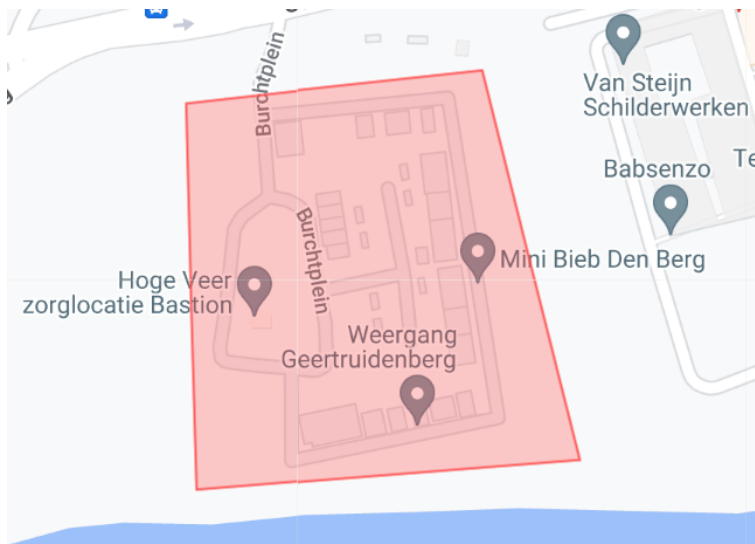 Burchtplein
Van Steijn
Schilderwerken
Babsenzo
Burchtplein
Mini Bieb Den Berg
Hoge Veer
zorglocatie Bastion
Weergang
Geertruidenberg